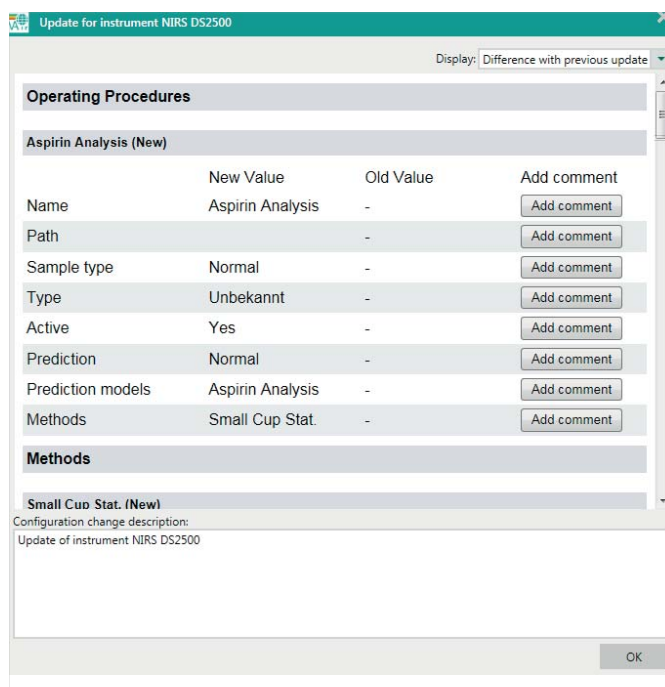 Update for instrument NIRS DS2500
Display: Difference with previous update
Operating Procedures
Aspirin Analysis (New)
New Value Old Value Add comment
Name Aspirin Analysis - Add comment
Path - Add comment
Sample type Normal - Add comment
Type Unbekannt - Add comment
Active Yes - Add comment
Prediction Normal - Add comment
Prediction models Aspirin Analysis - Add comment
Methods Small Cup Stat. - Add comment
Methods
Small Cup Stat. (New)
Configuration change description:
Update of instrument NIRS DS2500
OK